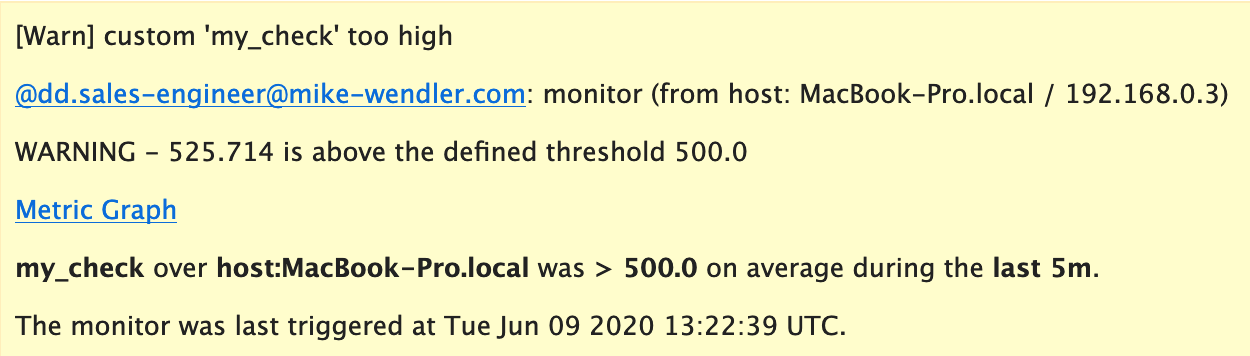 [Warn] custom 'my_check' too high
@dd.sales-engineer@mike-wendler.com: monitor (from host: MacBook-Pro.local / 192.168.0.3)
WARNING – 525.714 is above the defined threshold 500.0
Metric Graph
my_check over host:MacBook-Pro.local was > 500.0 on average during the last 5m.
The monitor was last triggered at Tue Jun 09 2020 13:22:39 UTC.